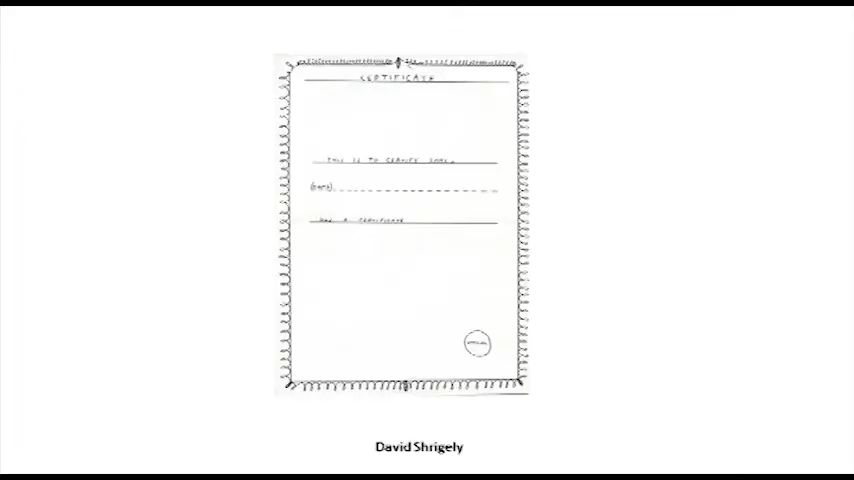 CERTIFICATE
THIS IS TO CERTIFY THAT
(NAME)
HAS A CERTIFICATE
David Shrigely